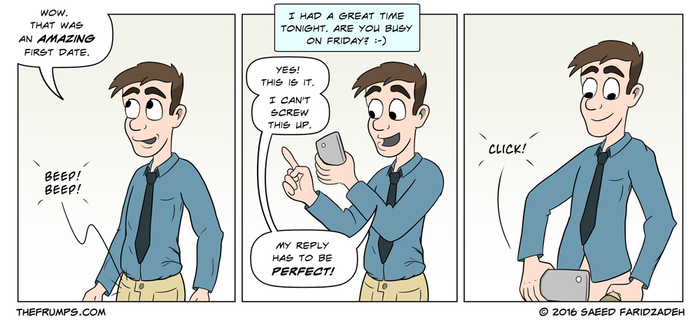 WOW.
THAT WAS
AN AMAZING
FIRST DATE.
BEEP!
BEEP!
I HAD A GREAT TIME
TONIGHT. ARE YOU BUSY
ON FRIDAY? :-)
YES!
THIS IS IT.
I CAN'T
SCREW
THIS UP.
MY REPLY
HAS TO BE
PERFECT!
CLICK!
THEFRUMPS.COM
© 2016 SAEED FARIDZADEH